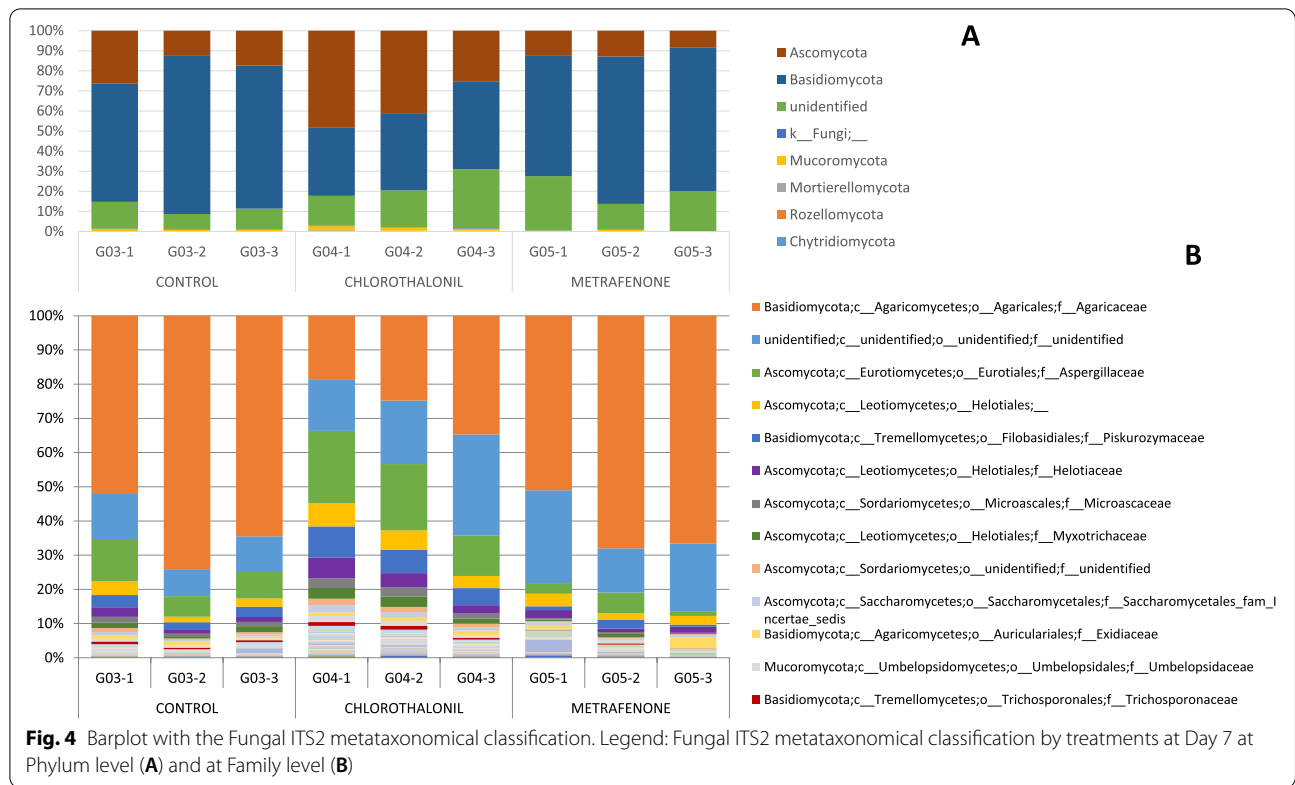 A
100%
90%
80%
70%
60%
50%
40%
30%
20%
10%
0%
G03-1 G03-2 G03-3 G04-1 G04-2 G04-3 G05-1 G05-2 G05-3
CONTROL CHLOROTHALONIL METRAFENONE
Ascomycota
Basidiomycota
unidentified
k__Fungi;__
Mucoromycota
Mortierellomycota
Rozellomycota
Chytridiomycota
B
100%
90%
80%
70%
60%
50%
40%
30%
20%
10%
0%
G03-1 G03-2 G03-3 G04-1 G04-2 G04-3 G05-1 G05-2 G05-3
CONTROL CHLOROTHALONIL METRAFENONE
Basidiomycota;c__Agaricomycetes;o__Agaricales;f__Agaricaceae
unidentified;c__unidentified;o__unidentified;f__unidentified
Ascomycota;c__Eurotiomycetes;o__Eurotiales;f__Aspergillaceae
Ascomycota;c__Leotiomycetes;o__Helotiales;__
Basidiomycota;c__Tremellomycetes;o__Filobasidiales;f__Piskurozymaceae
Ascomycota;c__Leotiomycetes;o__Helotiales;f__Helotiaceae
Ascomycota;c__Sordariomycetes;o__Microascales;f__Microascaceae
Ascomycota;c__Leotiomycetes;o__Helotiales;f__Myxotrichaceae
Ascomycota;c__Sordariomycetes;o__unidentified;f__unidentified
Ascomycota;c__Saccharomycetes;o__Saccharomycetales;f__Saccharomycetales_fam_I
ncertae_sedis
Basidiomycota;c__Agaricomycetes;o__Auriculariales;f__Exidiaceae
Mucoromycota;c__Umbelopsidomycetes;o__Umbelopsidales;f__Umbelopsidaceae
Basidiomycota;c__Tremellomycetes;o__Trichosporonales;f__Trichosporonaceae
Fig. 4 Barplot with the Fungal ITS2 metataxonomical classification. Legend: Fungal ITS2 metataxonomical classification by treatments at Day 7 at
Phylum level (A) and at Family level (B)